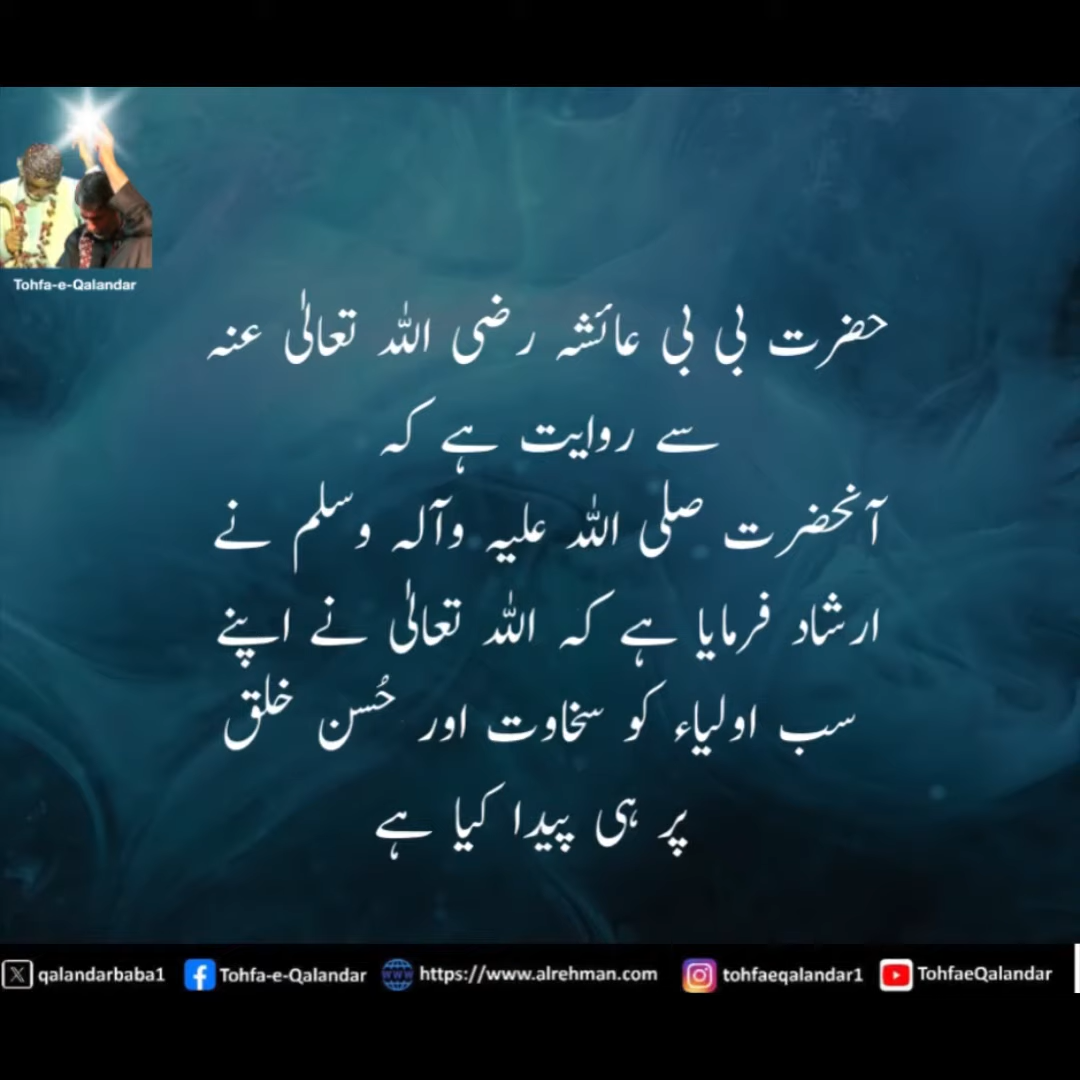 Tohfa-e-Qalandar
حضرت بی بی عائشہ رضی اللہ تعالیٰ عنہ
سے روایت ہے کہ
آنحضرت صلی اللہ علیہ وآلہ وسلم نے
ارشاد فرمایا ہے کہ اللہ تعالیٰ نے اپنے
سب اولیاء کو سخاوت اور حُسن خلق
پر ہی پیدا کیا ہے
qalandarbaba1 Tohfa-e-Qalandar https://www.alrehman.com tohfaeqalandar1 TohfaeQalandar